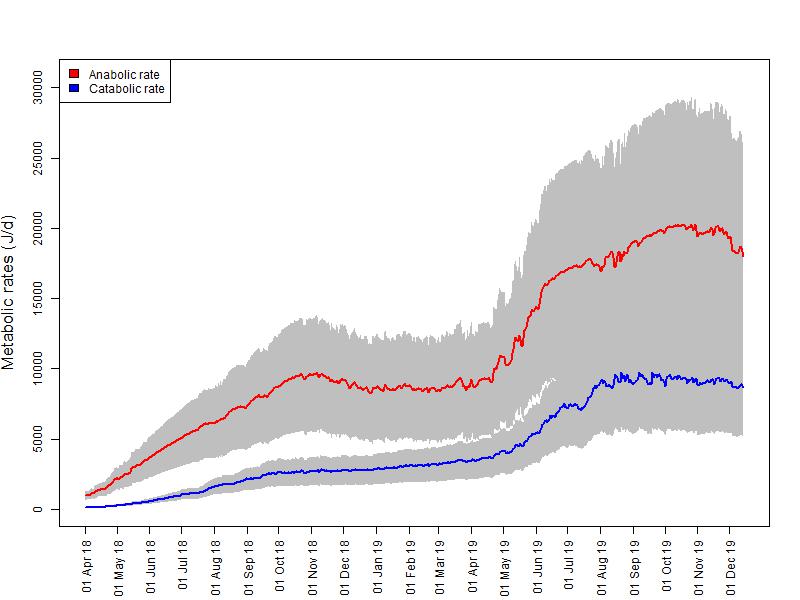 Anabolic rate
Catabolic rate
Metabolic rates (J/d)
30000
25000
20000
15000
10000
5000
0
01 Apr 18
01 May 18
01 Jun 18
01 Jul 18
01 Aug 18
01 Sep 18
01 Oct 18
01 Nov 18
01 Dec 18
01 Jan 19
01 Feb 19
01 Mar 19
01 Apr 19
01 May 19
01 Jun 19
01 Jul 19
01 Aug 19
01 Sep 19
01 Oct 19
01 Nov 19
01 Dec 19